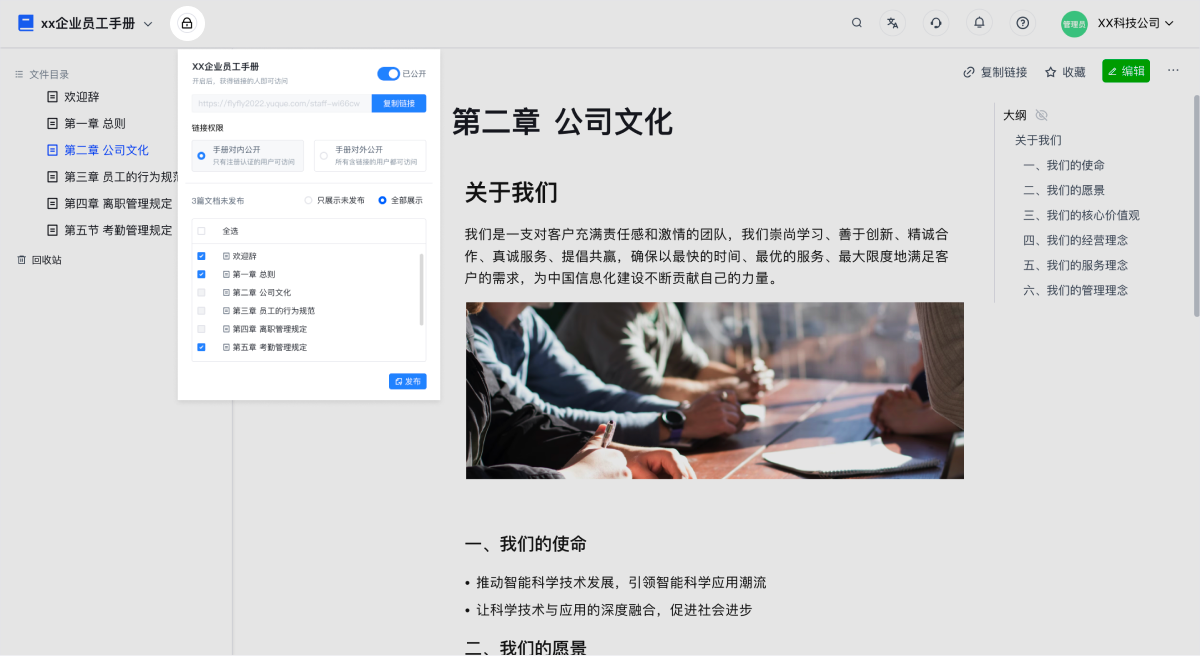 xx企业员工手册
管理员
XX科技公司
文件目录
欢迎辞
第一章 总则
第二章 公司文化
第三章 员工的行为规范
第四章 离职管理规定
第五节 考勤管理规定
回收站
XX企业员工手册
开启后，获得链接的人即可访问
已公开
https://flyfly2022.yuque.com/staff-wi86cw
复制链接
链接权限
手册对内公开
只有注册认证的用户可访问
手册对外公开
所有含链接的用户都可访问
3篇文档未发布
只展示未发布
全部展示
全选
欢迎辞
第一章 总则
第二章 公司文化
第三章 员工的行为规范
第四章 离职管理规定
第五章 考勤管理规定
发布
复制链接
收藏
编辑
第二章 公司文化
关于我们
我们是一支对客户充满责任感和激情的团队，我们崇尚学习、善于创新、精诚合
作、真诚服务、提倡共赢，确保以最快的时间、最优的服务、最大限度地满足客
户的需求，为中国信息化建设不断贡献自己的力量。
一、我们的使命
• 推动智能科学技术发展，引领智能科学应用潮流
• 让科学技术与应用的深度融合，促进社会进步
二、我们的愿景
大纲
关于我们
一、我们的使命
二、我们的愿景
三、我们的核心价值观
四、我们的经营理念
五、我们的服务理念
六、我们的管理理念